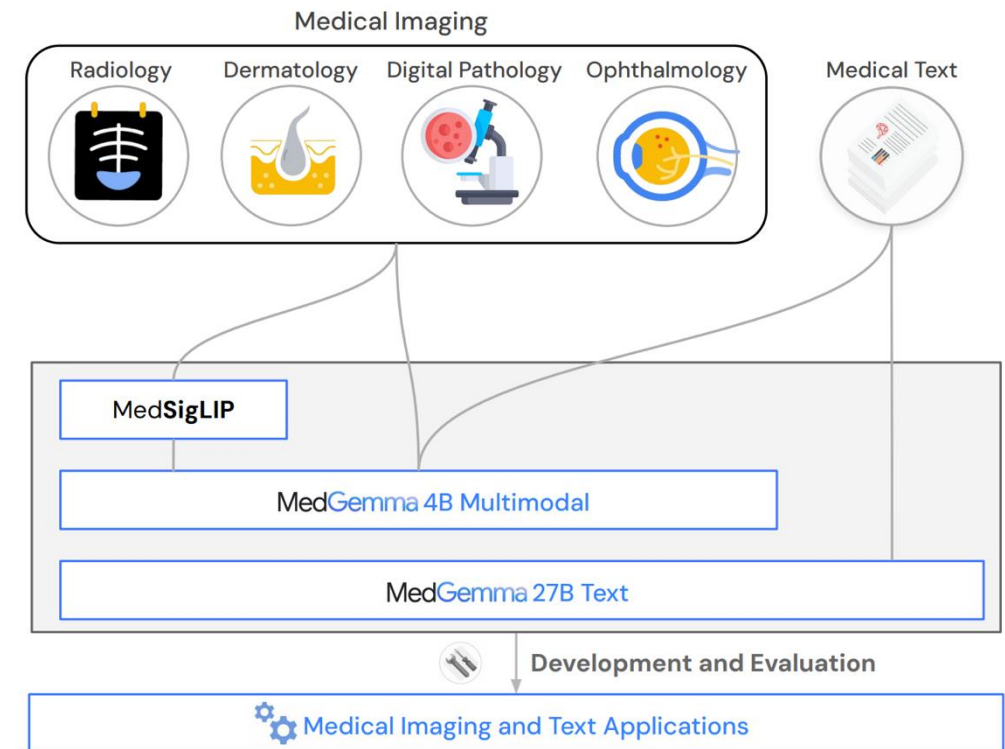 Medical Imaging
Radiology
Dermatology
Digital Pathology
Ophthalmology
Medical Text
MedSigLIP
MedGemma 4B Multimodal
MedGemma 27B Text
Development and Evaluation
Medical Imaging and Text Applications